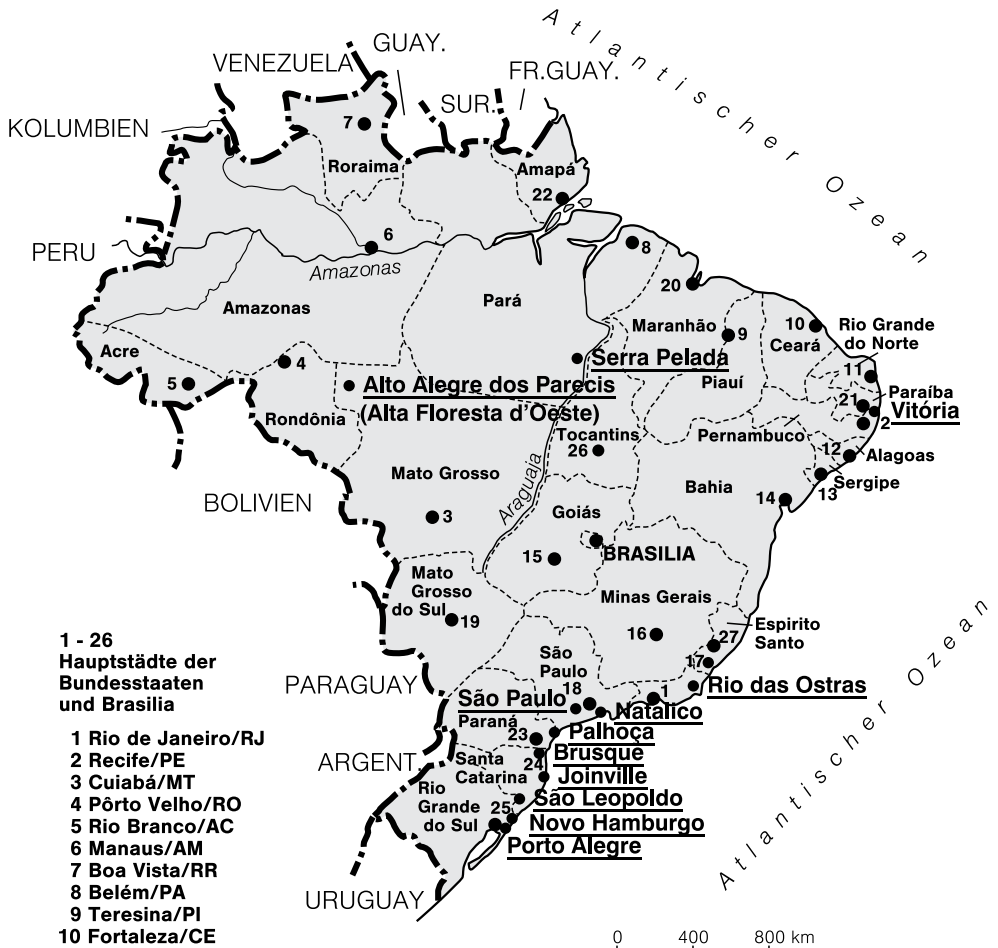 Atlantischer Ozean
GUAY.
VENEZUELA
FR.GUAY.
SUR.
KOLUMBIEN
7
Roraima
Amapá
22
PERU
6
Amazonas
8
20
Amazonas
Pará
Maranhão
9
10
Ceará
Rio Grande
do Norte
Acre
4
Serra Pelada
11
5
Alto Alegre dos Parecis
(Alta Floresta d'Oeste)
Piauí
Paraíba
21
Vitória
2
Rondônia
Tocantins
26
Pernambuco
12
Alagoas
Mato Grosso
Araguaja
Bahia
Sergipe
13
14
BOLIVIEN
3
Goiás
BRASILIA
15
Mato
Grosso
do Sul
19
Minas Gerais
16
Espirito
Santo
27
17
Atlantischer Ozean
1 - 26
Hauptstädte der
Bundesstaaten
und Brasilia
PARAGUAY
São
Paulo
18
São Paulo
1
Rio das Ostras
Natalico
Paraná
23
Palhoça
ARGENT.
Santa
Catarina
24
Brusque
Joinville
Rio
Grande
do Sul
25
São Leopoldo
Novo Hamburgo
Porto Alegre
URUGUAY
1 Rio de Janeiro/RJ
2 Recife/PE
3 Cuiabá/MT
4 Pôrto Velho/RO
5 Rio Branco/AC
6 Manaus/AM
7 Boa Vista/RR
8 Belém/PA
9 Teresina/PI
10 Fortaleza/CE
0 400 800 km